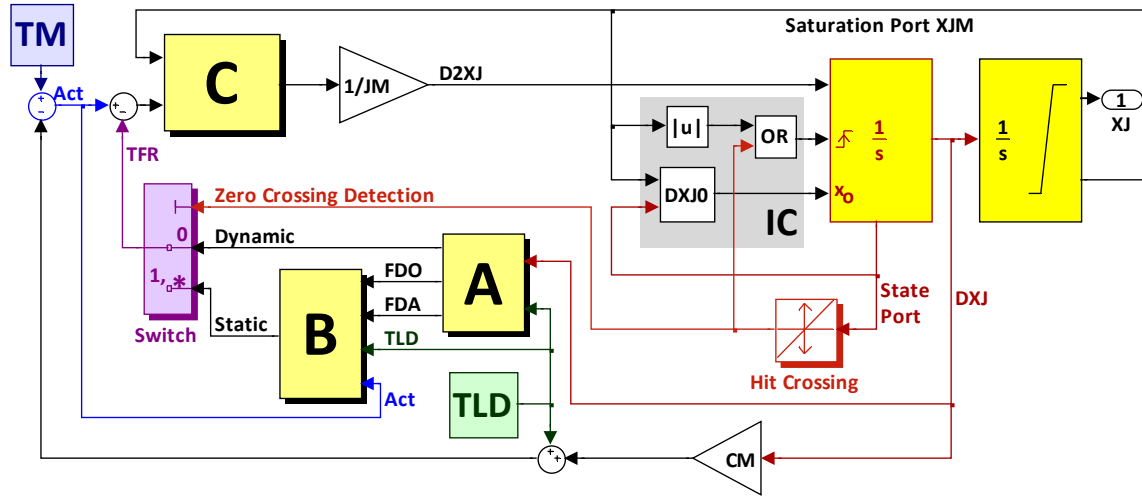 Saturation Port XJM
TM
Act
+
−
+
−
C
1/JM
D2XJ
1
s
x₀
1
s
1
XJ
TFR
|u|
OR
DXJ0
IC
Zero Crossing Detection
0
1, *
Switch
Dynamic
Static
FDO
FDA
TLD
Act
A
B
State
Port
DXJ
Hit Crossing
TLD
+
+
CM